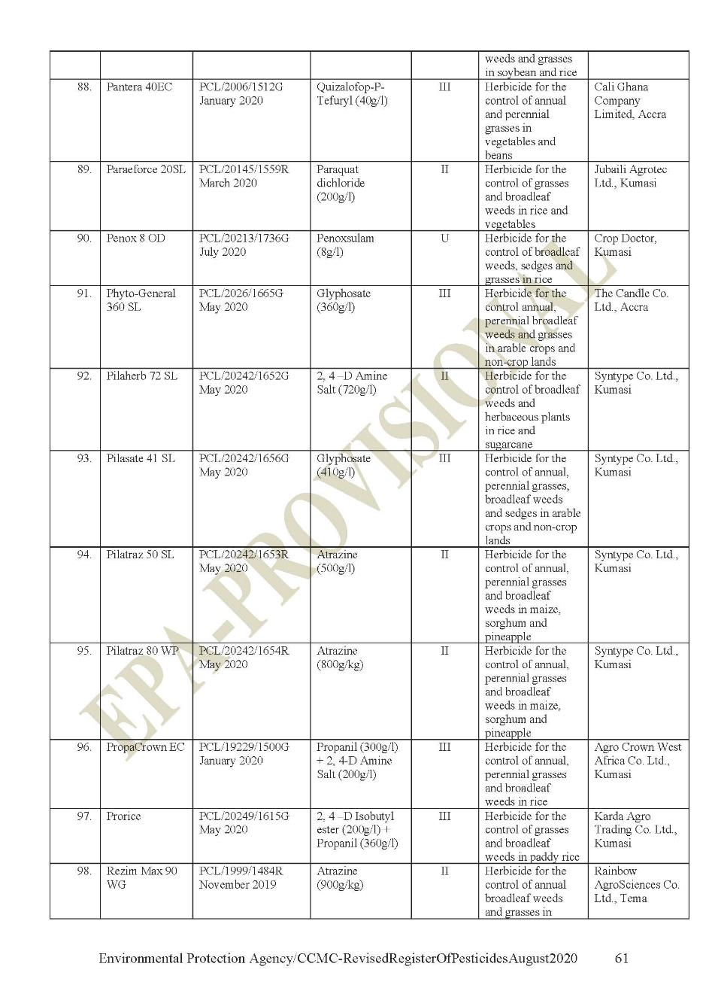 weeds and grasses
in soybean and rice
88. Pantera 40EC PCL/2006/1512G Quizalofop-P- III Herbicide for the Cali Ghana
January 2020 Tefuryl (40g/l) control of annual Company
and perennial Limited, Accra
grasses in
vegetables and
beans
89. Paraeforce 20SL PCL/20145/1559R Paraquat II Herbicide for the Jubaili Agrotec
March 2020 dichloride control of grasses Ltd., Kumasi
(200g/l) and broadleaf
weeds in rice and
vegetables
90. Penox 8 OD PCL/20213/1736G Penoxsulam U Herbicide for the Crop Doctor,
July 2020 (8g/l) control of broadleaf Kumasi
weeds, sedges and
grasses in rice
91. Phyto-General PCL/2026/1665G Glyphosate III Herbicide for the The Candle Co.
360 SL May 2020 (360g/l) control annual, Ltd., Accra
perennial broadleaf
weeds and grasses
in arable crops and
non-crop lands
92. Pilaherb 72 SL PCL/20242/1652G 2, 4 –D Amine II Herbicide for the Syntype Co. Ltd.,
May 2020 Salt (720g/l) control of broadleaf Kumasi
weeds and
herbaceous plants
in rice and
sugarcane
93. Pilasate 41 SL PCL/20242/1656G Glyphosate III Herbicide for the Syntype Co. Ltd.,
May 2020 (410g/l) control of annual, Kumasi
perennial grasses,
broadleaf weeds
and sedges in arable
crops and non-crop
lands
94. Pilatraz 50 SL PCL/20242/1653R Atrazine II Herbicide for the Syntype Co. Ltd.,
May 2020 (500g/l) control of annual, Kumasi
perennial grasses
and broadleaf
weeds in maize,
sorghum and
pineapple
95. Pilatraz 80 WP PCL/20242/1654R Atrazine II Herbicide for the Syntype Co. Ltd.,
May 2020 (800g/kg) control of annual, Kumasi
perennial grasses
and broadleaf
weeds in maize,
sorghum and
pineapple
96. PropaCrown EC PCL/19229/1500G Propanil (300g/l) III Herbicide for the Agro Crown West
January 2020 + 2, 4-D Amine control of annual, Africa Co. Ltd.,
Salt (200g/l) perennial grasses Kumasi
and broadleaf
weeds in rice
97. Prorice PCL/20249/1615G 2, 4 –D Isobutyl III Herbicide for the Karda Agro
May 2020 ester (200g/l) + control of grasses Trading Co. Ltd.,
Propanil (360g/l) and broadleaf Kumasi
weeds in paddy rice
98. Rezim Max 90 PCL/1999/1484R Atrazine II Herbicide for the Rainbow
WG November 2019 (900g/kg) control of annual AgroSciences Co.
broadleaf weeds Ltd., Tema
and grasses in
EPA-PROVISIONAL
Environmental Protection Agency/CCMC-RevisedRegisterOfPesticidesAugust2020 61